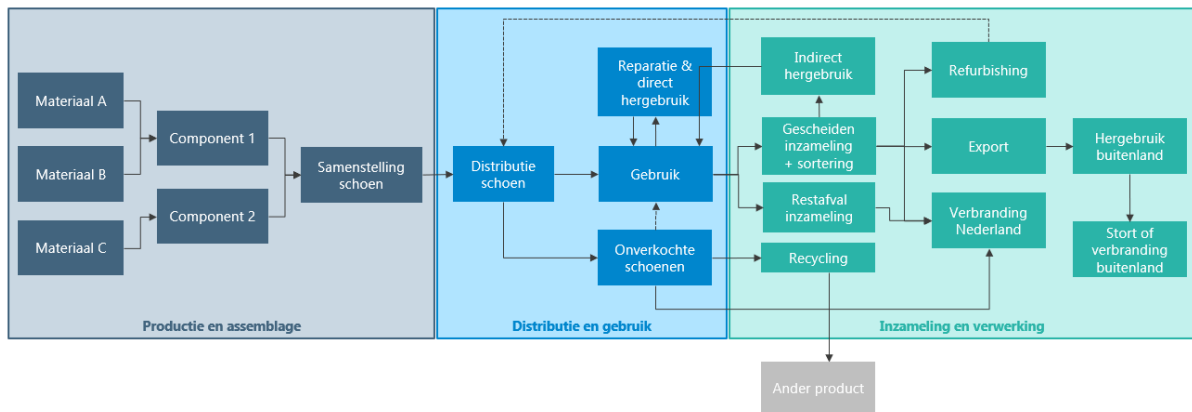 Materiaal A
Materiaal B
Materiaal C
Component 1
Component 2
Samenstelling
schoen
Productie en assemblage
Distributie
schoen
Reparatie &
direct
hergebruik
Gebruik
Onverkochte
schoenen
Distributie en gebruik
Indirect
hergebruik
Gescheiden
inzameling
+ sortering
Restafval
inzameling
Recycling
Refurbishing
Export
Verbranding
Nederland
Hergebruik
buitenland
Stort of
verbranding
buitenland
Inzameling en verwerking
Ander product